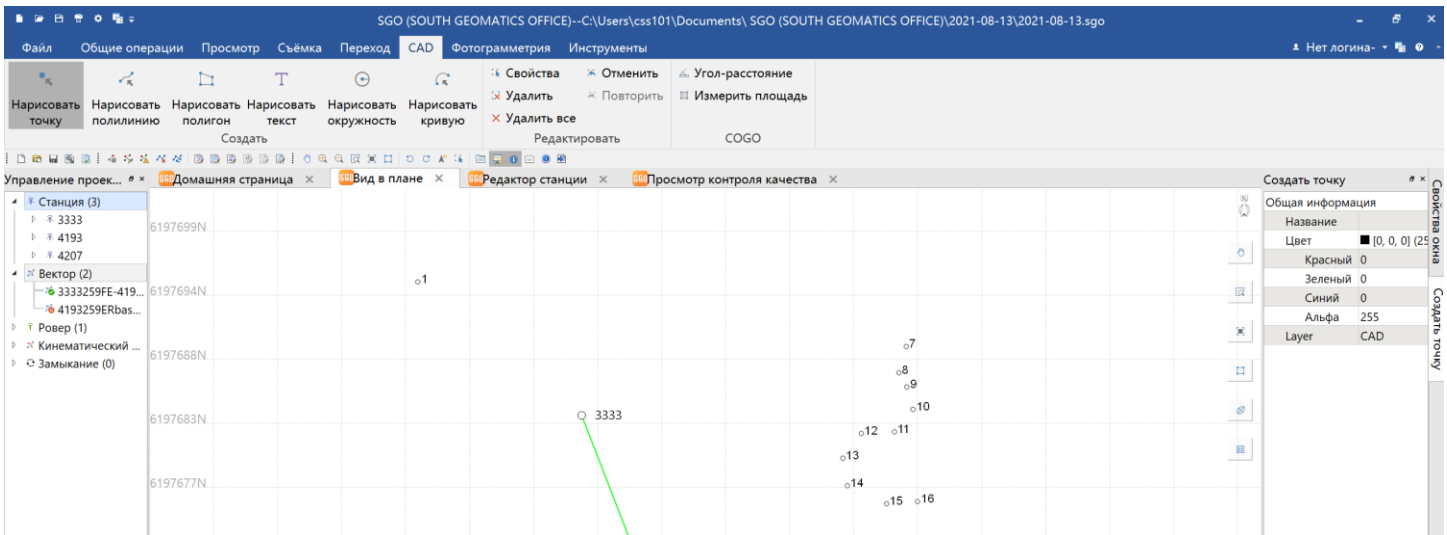 SGO (SOUTH GEOMATICS OFFICE)--C:\Users\css101\Documents\ SGO (SOUTH GEOMATICS OFFICE)\2021-08-13\2021-08-13.sgo
Файл Общие операции Просмотр Съёмка Переход CAD Фотограмметрия Инструменты Нет логина-
Нарисовать точку
Нарисовать полилинию
Нарисовать полигон
Нарисовать текст
Нарисовать окружность
Нарисовать кривую
Создать
Свойства Отменить
Удалить Повторить
Удалить все
Редактировать
Угол-расстояние
Измерить площадь
COGO
Управление проек...
SGO Домашняя страница
SGO Вид в плане
SGO Редактор станции
SGO Просмотр контроля качества
Станция (3)
3333
4193
4207
Вектор (2)
3333259FE-419...
4193259ERbas...
Ровер (1)
Кинематический ...
Замыкание (0)
6197699N
6197694N
6197688N
6197683N
6197677N
1
7
8
9
10
3333
12 11
13
14
15 16
N
Создать точку
Общая информация
Название
Цвет [0, 0, 0] (25
Красный 0
Зеленый 0
Синий 0
Альфа 255
Layer CAD
Свойства окна
Создать точку